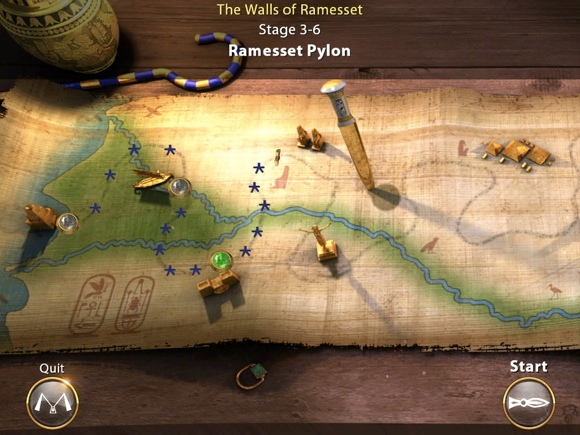 The Walls of Ramesset
Stage 3-6
Ramesset Pylon
Quit
Start